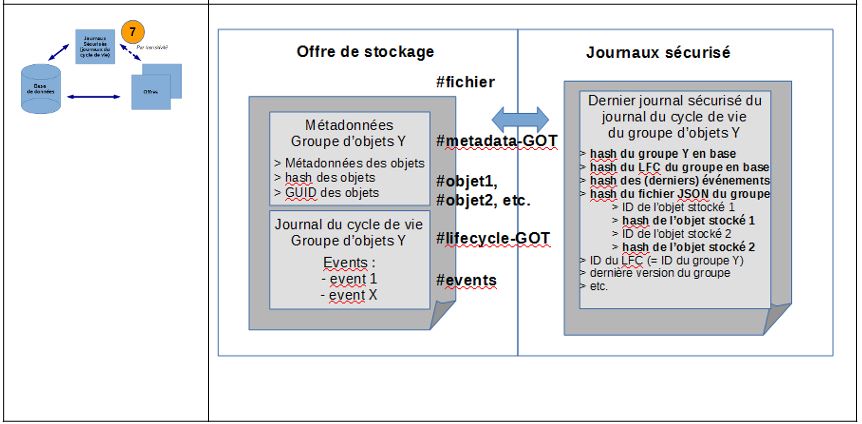 Journaux
Sécurisés
(journaux du
cycle de vie)
7
Par transitivité
Base
de données
Offres
Offre de stockage
Journaux sécurisé
#fichier
Métadonnées
Groupe d'objets Y
> Métadonnées des objets
> hash des objets
> GUID des objets
#metadata-GOT
#objet1,
#objet2, etc.
Journal du cycle de vie
Groupe d'objets Y
Events :
- event 1
- event X
#lifecycle-GOT
#events
Dernier journal sécurisé du
journal du cycle de vie
du groupe d'objets Y
> hash du groupe Y en base
> hash du LFC du groupe en base
> hash des (derniers) événements
> hash du fichier JSON du groupe
> ID de l'objet sttocké 1
> hash de l'objet stocké 1
> ID de l'objet stocké 2
> hash de l'objet stocké 2
> ID du LFC (= ID du groupe Y)
> dernière version du groupe
> etc.